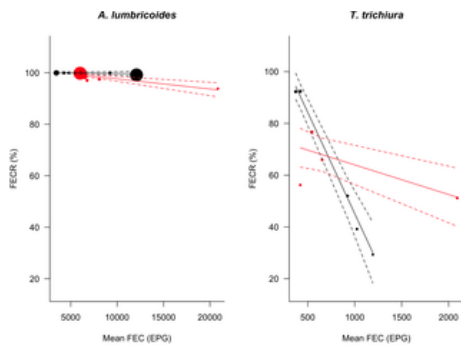 A. lumbricoides
T. trichiura
FECR (%)
100
80
60
40
20
5000 10000 15000 20000
Mean FEC (EPG)
FECR (%)
100
80
60
40
20
500 1000 1500 2000
Mean FEC (EPG)